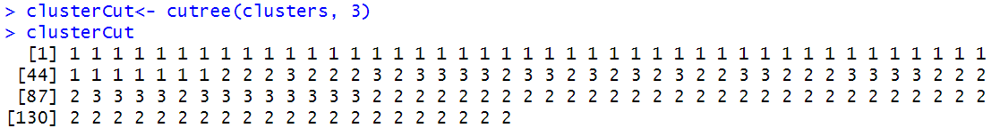 > clusterCut<- cutree(clusters, 3)
> clusterCut
[1] 1 1 1 1 1 1 1 1 1 1 1 1 1 1 1 1 1 1 1 1 1 1 1 1 1 1 1 1 1 1 1 1 1 1 1 1 1 1 1 1 1 1 1
[44] 1 1 1 1 1 1 1 2 2 2 3 2 2 2 3 2 3 3 3 3 2 3 3 2 3 2 3 2 3 2 2 3 3 2 2 2 3 3 3 3 2 2 2
[87] 2 3 3 3 3 2 3 3 3 3 3 3 3 3 2 2 2 2 2 2 2 2 2 2 2 2 2 2 2 2 2 2 2 2 2 2 2 2 2 2 2 2 2
[130] 2 2 2 2 2 2 2 2 2 2 2 2 2 2 2 2 2 2 2 2 2